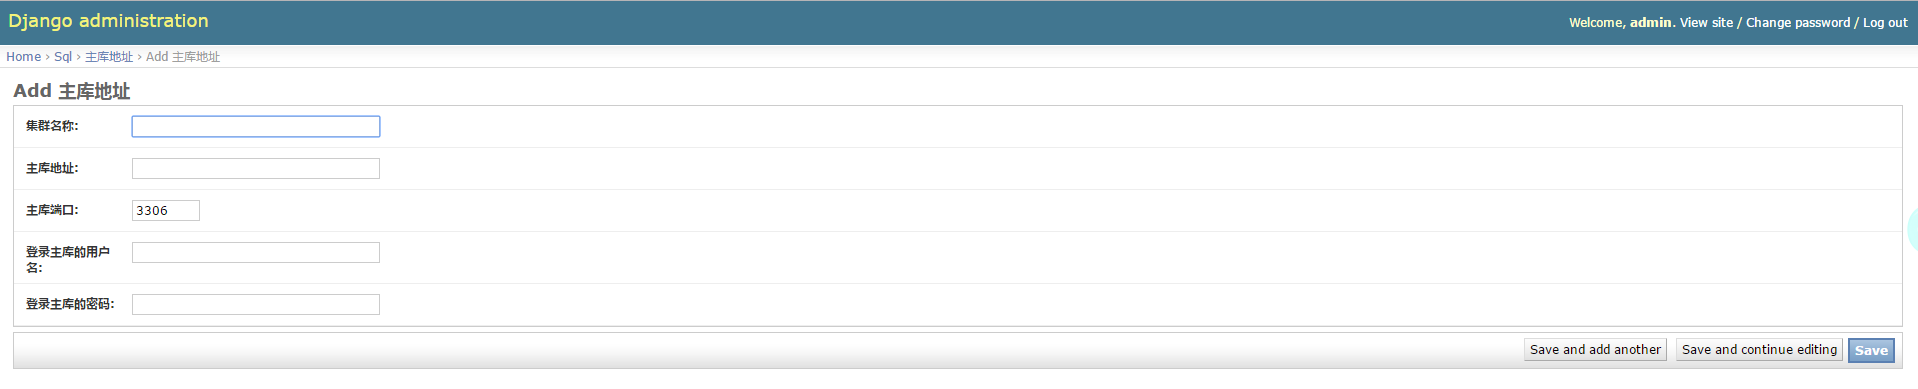 Django administration
Welcome, admin. View site / Change password / Log out
Home › Sql › 主库地址 › Add 主库地址
Add 主库地址
集群名称:
主库地址:
主库端口:
3306
登录主库的用户
名:
登录主库的密码:
Save and add another
Save and continue editing
Save